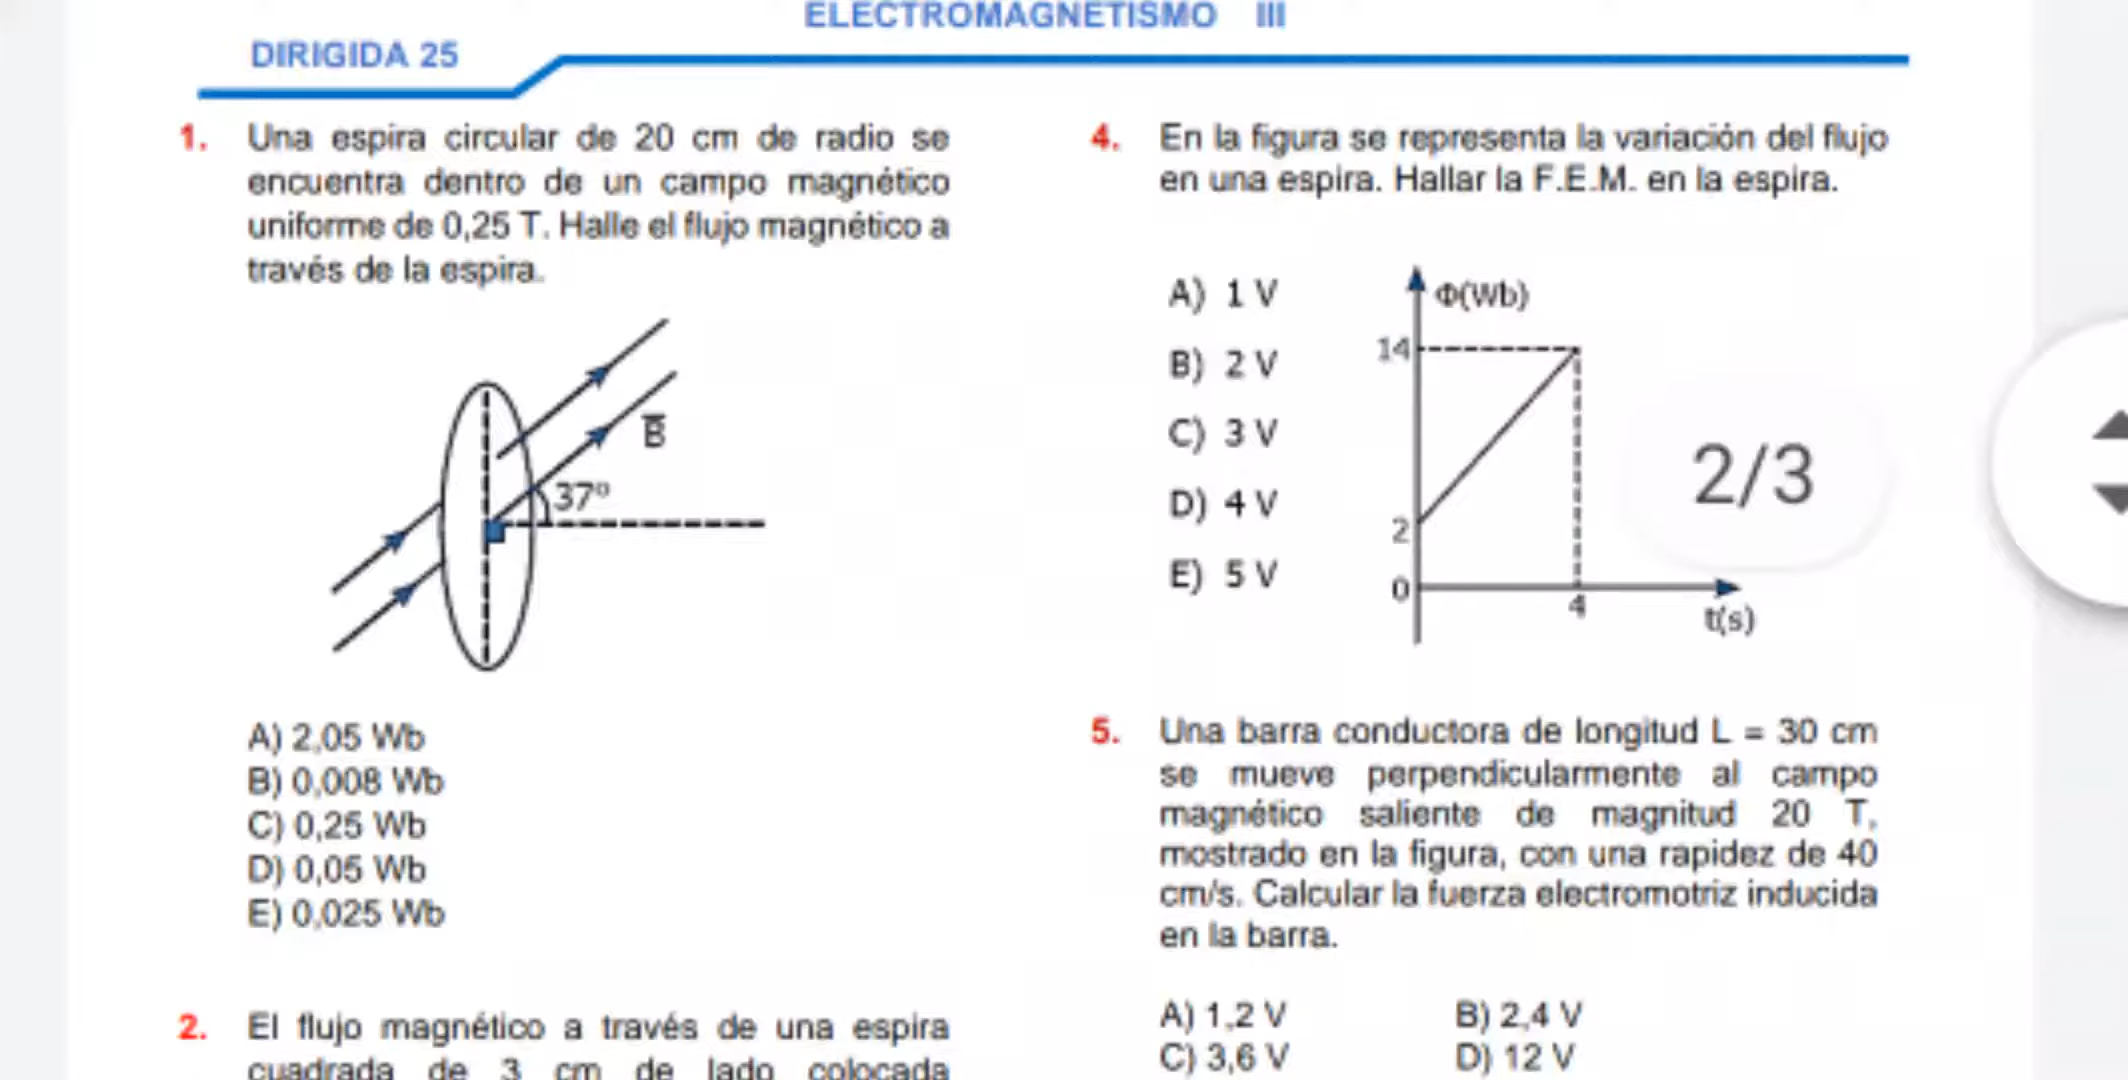 ELECTROMAGNETISMO III
DIRIGIDA 25
1. Una espira circular de 20 cm de radio se
encuentra dentro de un campo magnético
uniforme de 0,25 T. Halle el flujo magnético a
través de la espira.
B
37º
A) 2,05 Wb
B) 0,008 Wb
C) 0,25 Wb
D) 0,05 Wb
E) 0,025 Wb
2. El flujo magnético a través de una espira
cuadrada de 3 cm de lado colocada
4. En la figura se representa la variación del flujo
en una espira. Hallar la F.E.M. en la espira.
A) 1 V
B) 2 V
C) 3 V
D) 4 V
E) 5 V
Φ(Wb)
14
2
0
4
t(s)
2/3
5. Una barra conductora de longitud L = 30 cm
se mueve perpendicularmente al campo
magnético saliente de magnitud 20 T,
mostrado en la figura, con una rapidez de 40
cm/s. Calcular la fuerza electromotriz inducida
en la barra.
A) 1,2 V B) 2,4 V
C) 3,6 V D) 12 V